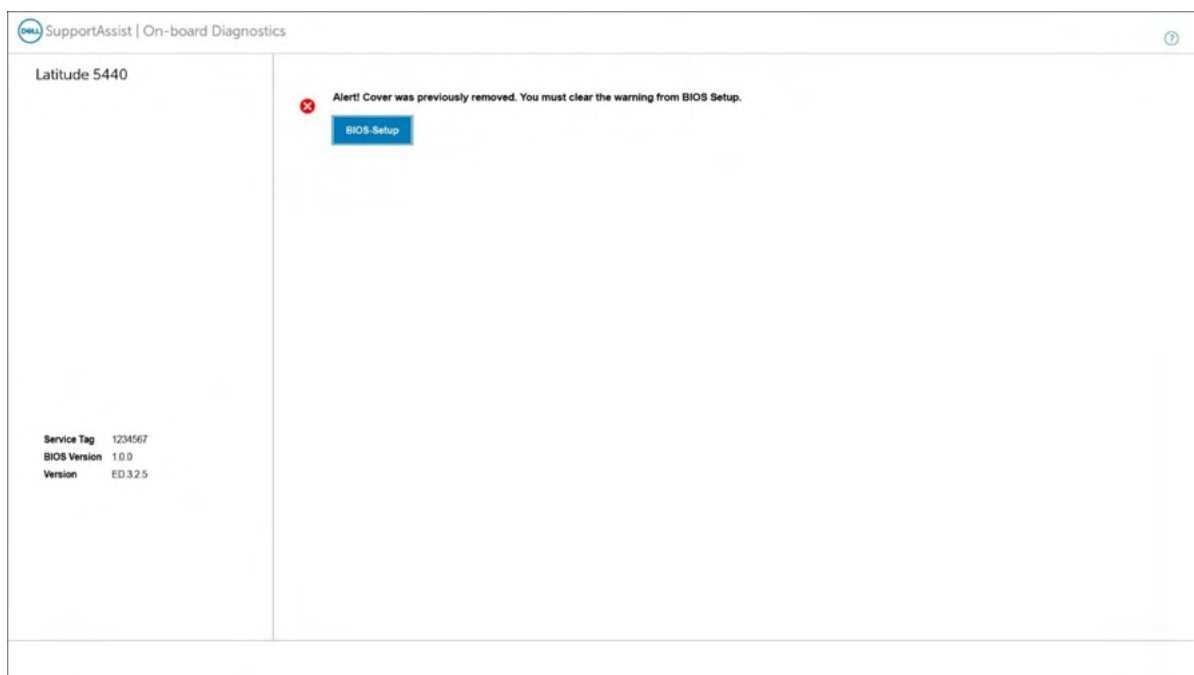 DELL SupportAssist | On-board Diagnostics
?
Latitude 5440
Alert! Cover was previously removed. You must clear the warning from BIOS Setup.
BIOS-Setup
Service Tag 1234567
BIOS Version 1.0.0
Version ED.3.2.5